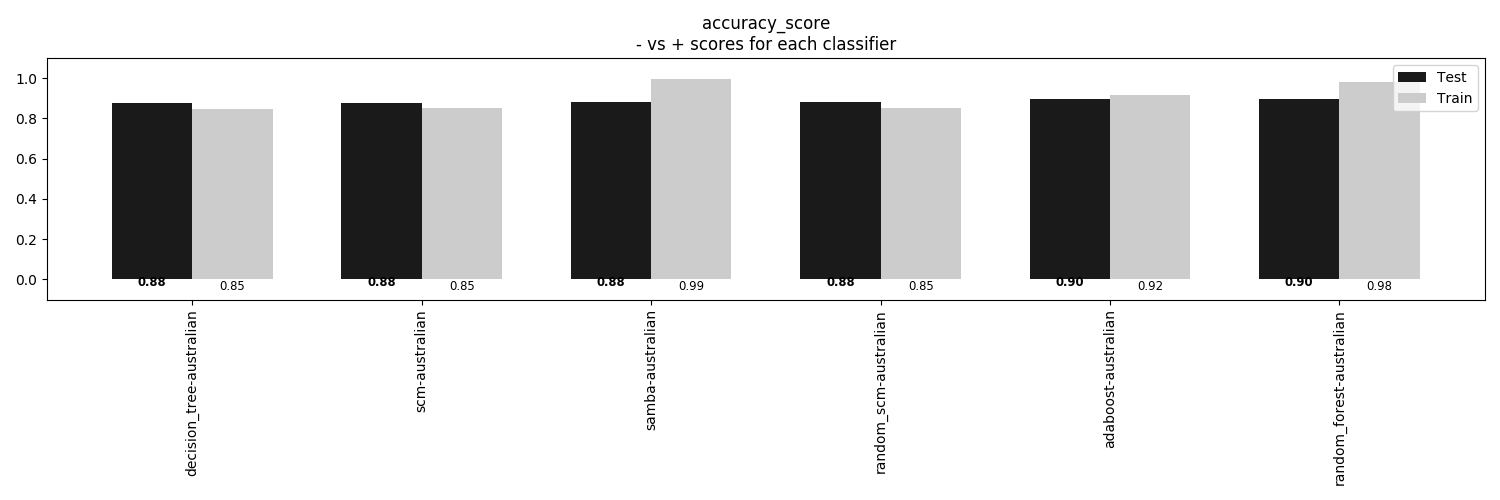 accuracy_score
- vs + scores for each classifier
1.0
0.8
0.6
0.4
0.2
0.0
Test
Train
0.88
0.85
0.88
0.85
0.88
0.99
0.88
0.85
0.90
0.92
0.90
0.98
decision_tree-australian
scm-australian
samba-australian
random_scm-australian
adaboost-australian
random_forest-australian